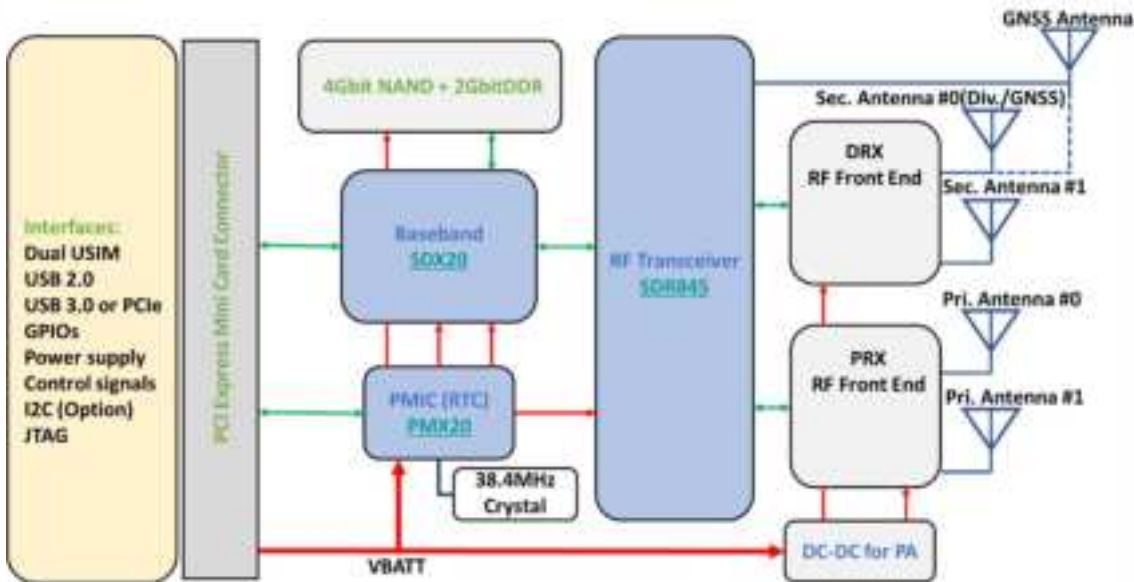 GNSS Antenna
4Gbit NAND + 2GbitDDR
Sec. Antenna #0(Div./GNSS)
DRX
RF Front End
Sec. Antenna #1
Interfaces:
Dual USIM
USB 2.0
USB 3.0 or PCIe
GPIOs
Power supply
Control signals
I2C (Option)
JTAG
PCI Express Mini Card Connector
Baseband
SDX20
RF Transceiver
SDR845
Pri. Antenna #0
PRX
RF Front End
Pri. Antenna #1
PMIC (RTC)
PMX20
38.4MHz
Crystal
VBATT
DC-DC for PA